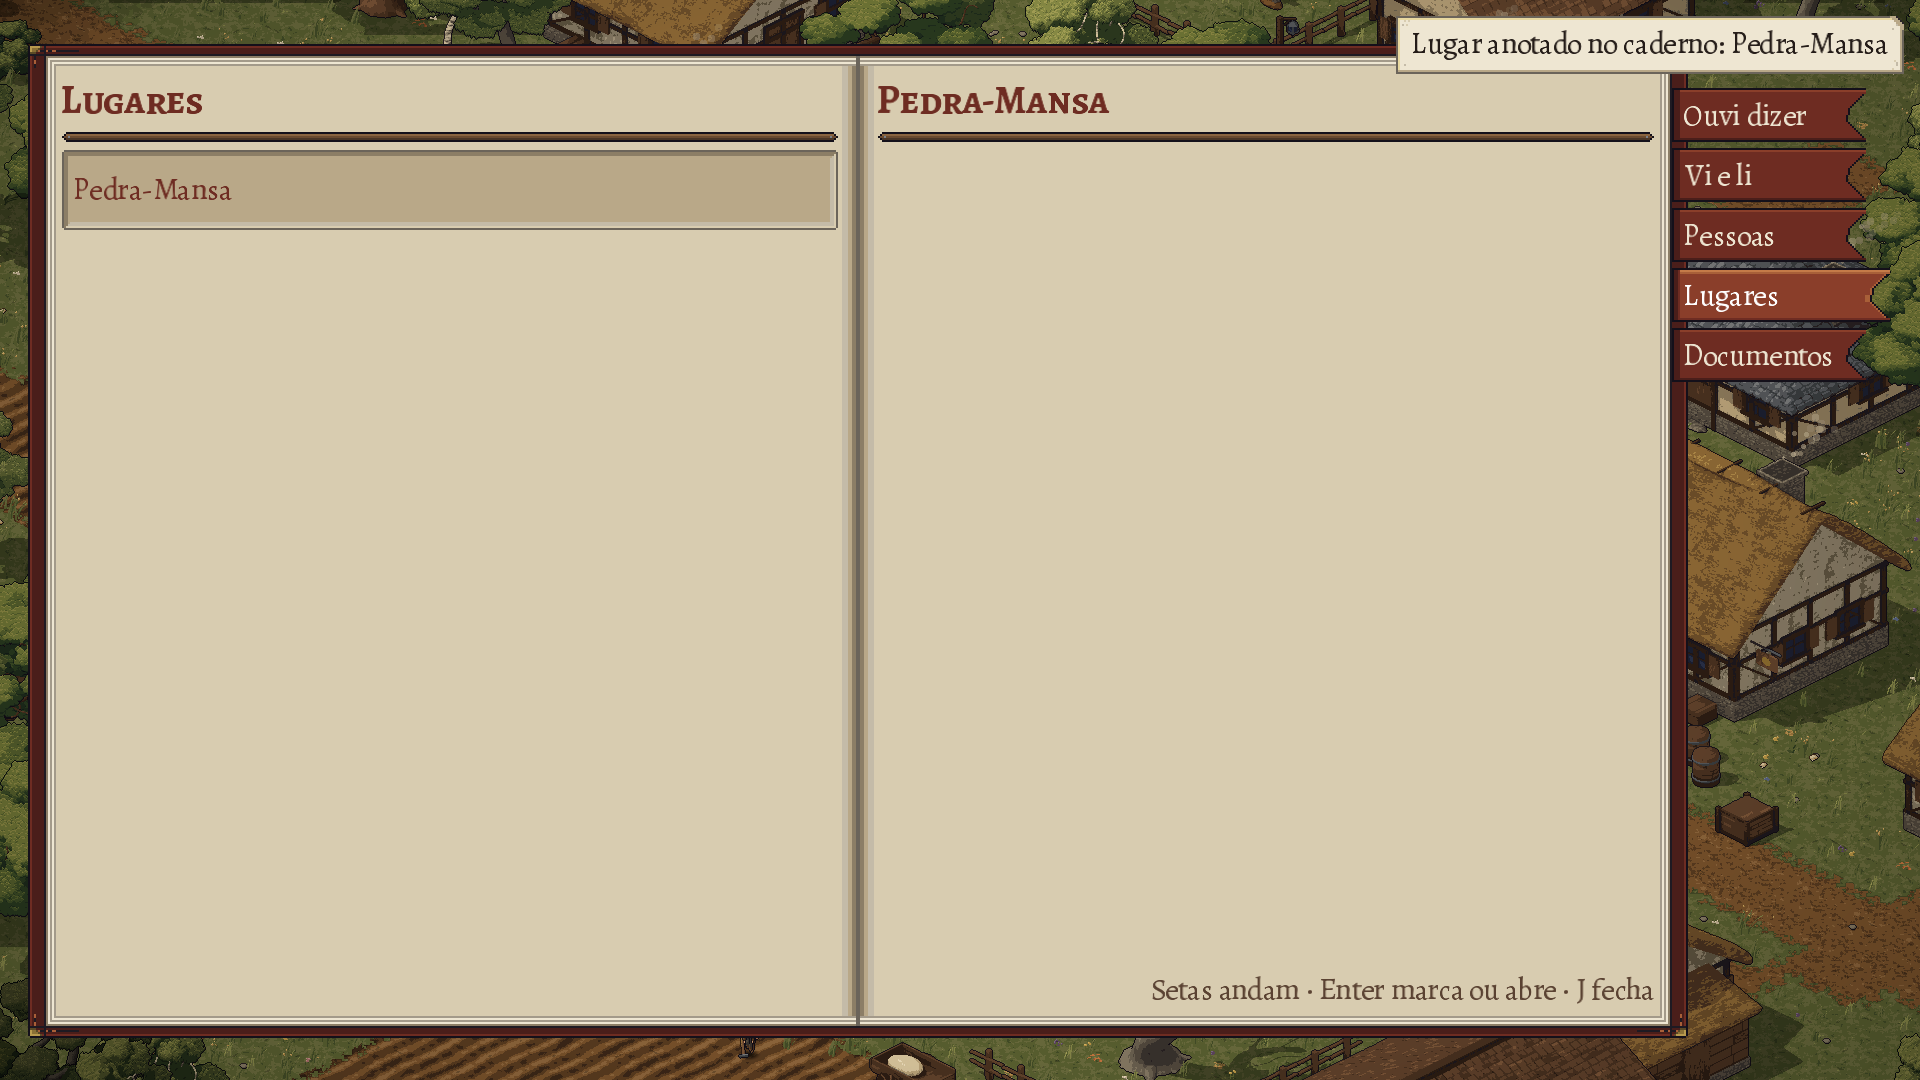 Lugar anotado no caderno: Pedra-Mansa
Lugares
Pedra-Mansa
Pedra-Mansa
Ouvi dizer
Vi e li
Pessoas
Lugares
Documentos
Setas andam · Enter marca ou abre · J fecha